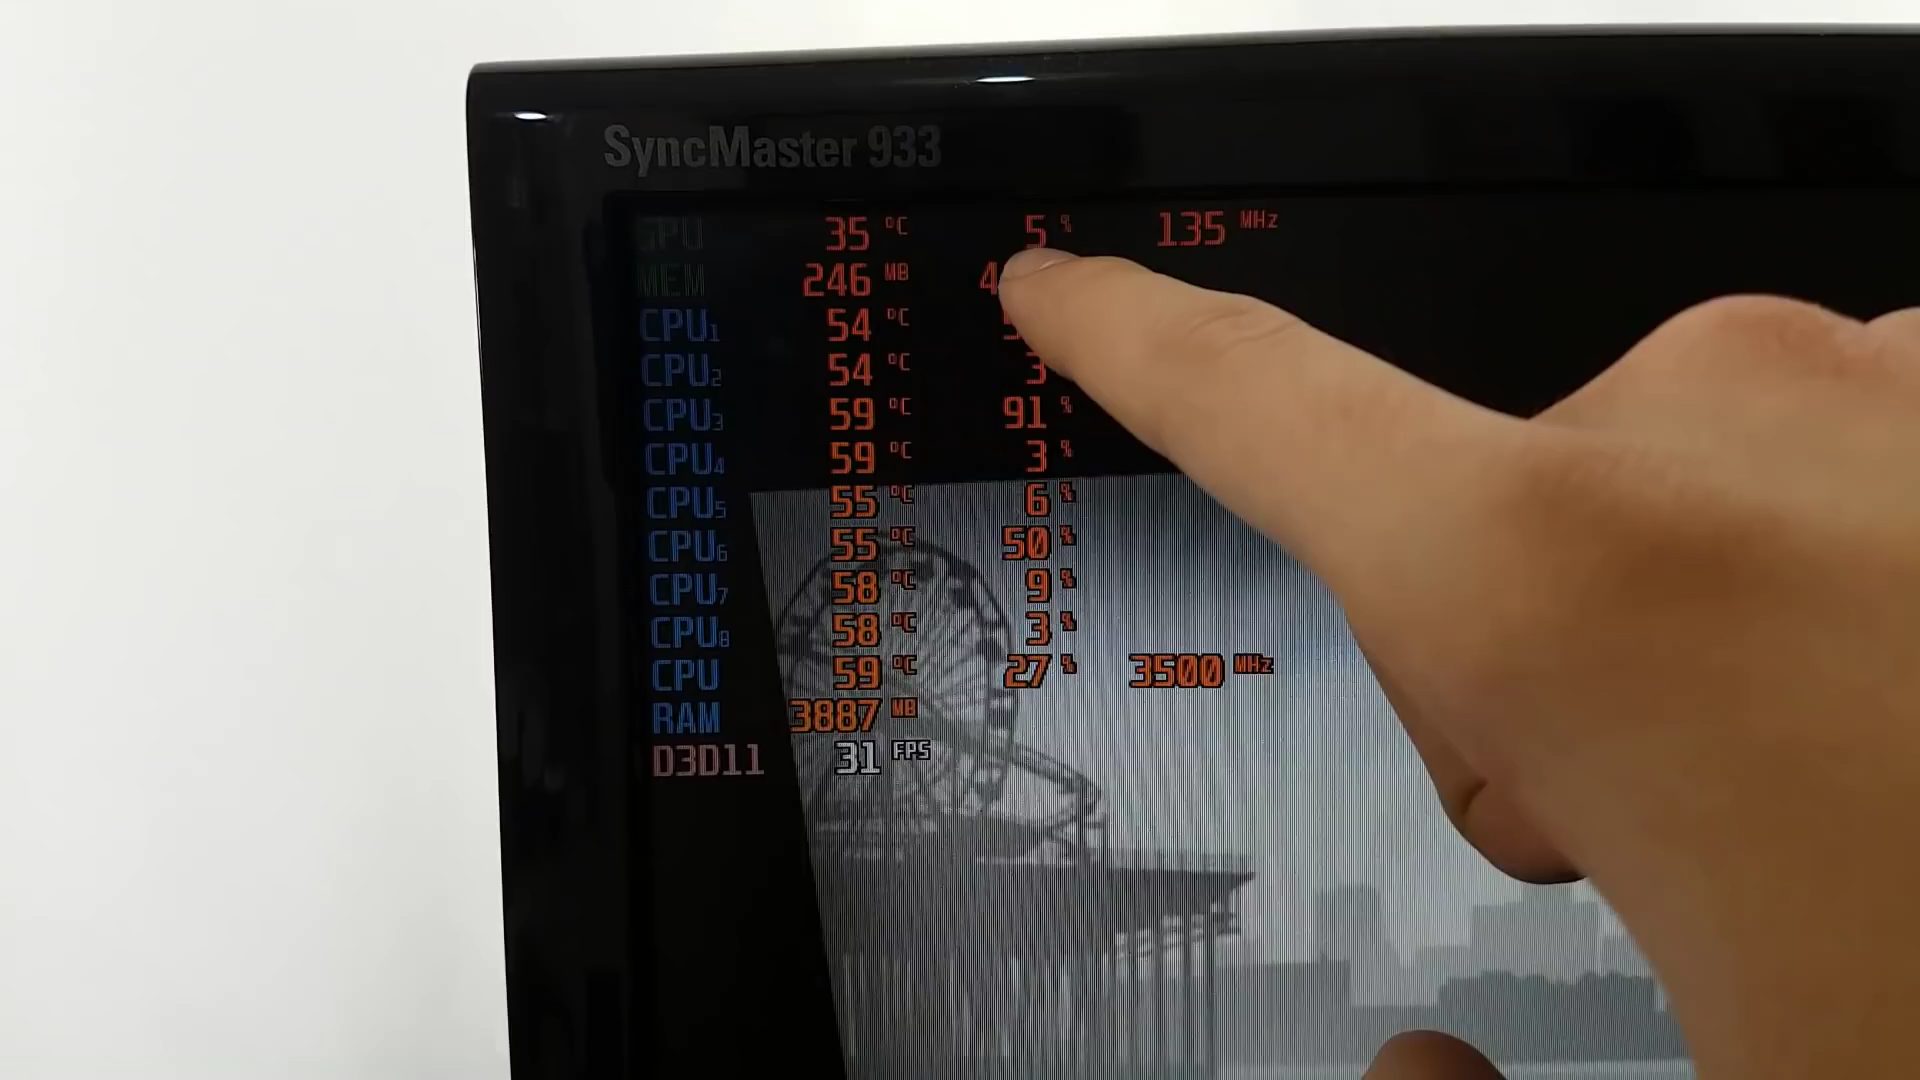 SyncMaster 933
GPU 35 °C 5 % 135 MHz
MEM 246 MB
CPU1 54 °C
CPU2 54 °C 3
CPU3 59 °C 91 %
CPU4 59 °C 3 %
CPU5 55 °C 6 %
CPU6 55 °C 50 %
CPU7 58 °C 9 %
CPU8 58 °C 3 %
CPU 59 °C 27 % 3500 MHz
RAM 3887 MB
D3D11 31 FPS